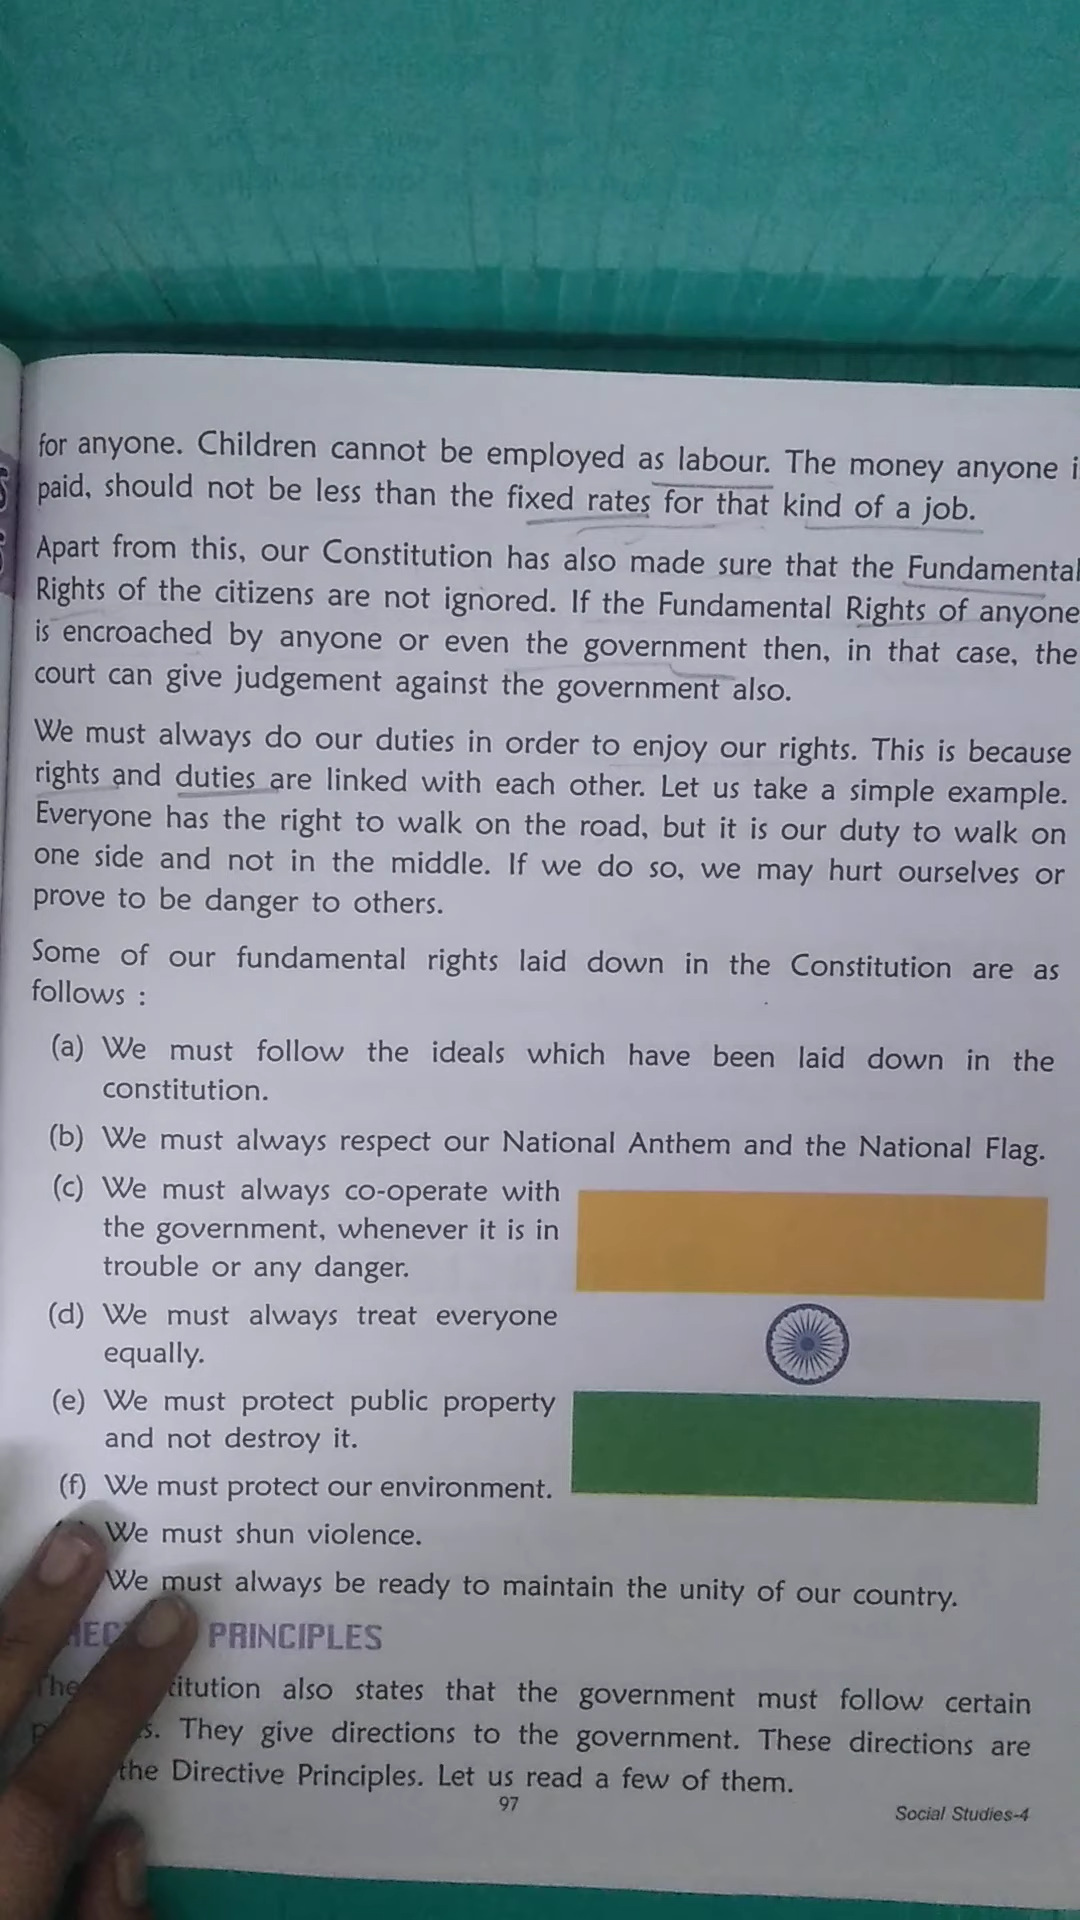 for anyone. Children cannot be employed as labour. The money anyone i
paid, should not be less than the fixed rates for that kind of a job.
Apart from this, our Constitution has also made sure that the Fundamental
Rights of the citizens are not ignored. If the Fundamental Rights of anyone
is encroached by anyone or even the government then, in that case, the
court can give judgement against the government also.
We must always do our duties in order to enjoy our rights. This is because
rights and duties are linked with each other. Let us take a simple example.
Everyone has the right to walk on the road, but it is our duty to walk on
one side and not in the middle. If we do so, we may hurt ourselves or
prove to be danger to others.
Some of our fundamental rights laid down in the Constitution are as
follows :
(a) We must follow the ideals which have been laid down in the
constitution.
(b) We must always respect our National Anthem and the National Flag.
(c) We must always co-operate with
the government, whenever it is in
trouble or any danger.
(d) We must always treat everyone
equally.
(e) We must protect public property
and not destroy it.
(f) We must protect our environment.
We must shun violence.
We must always be ready to maintain the unity of our country.
PRINCIPLES
The titution also states that the government must follow certain
s. They give directions to the government. These directions are
the Directive Principles. Let us read a few of them.
97
Social Studies-4